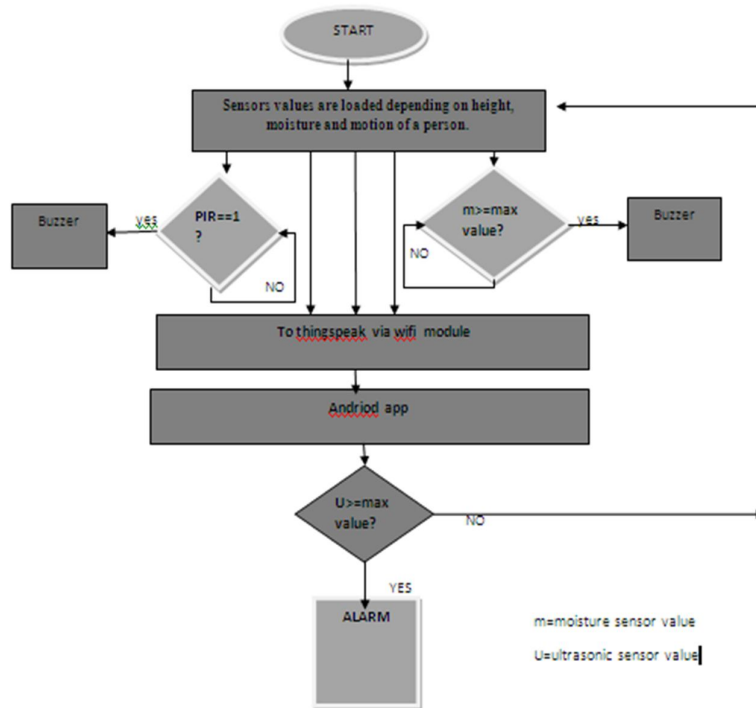 START
Sensors values are loaded depending on height,
moisture and motion of a person.
Buzzer
yes
PIR==1
?
NO
m>=max
value?
NO
yes
Buzzer
To thingspeak via wifi module
Andriod app
U>=max
value?
NO
YES
ALARM
m=moisture sensor value
U=ultrasonic sensor value